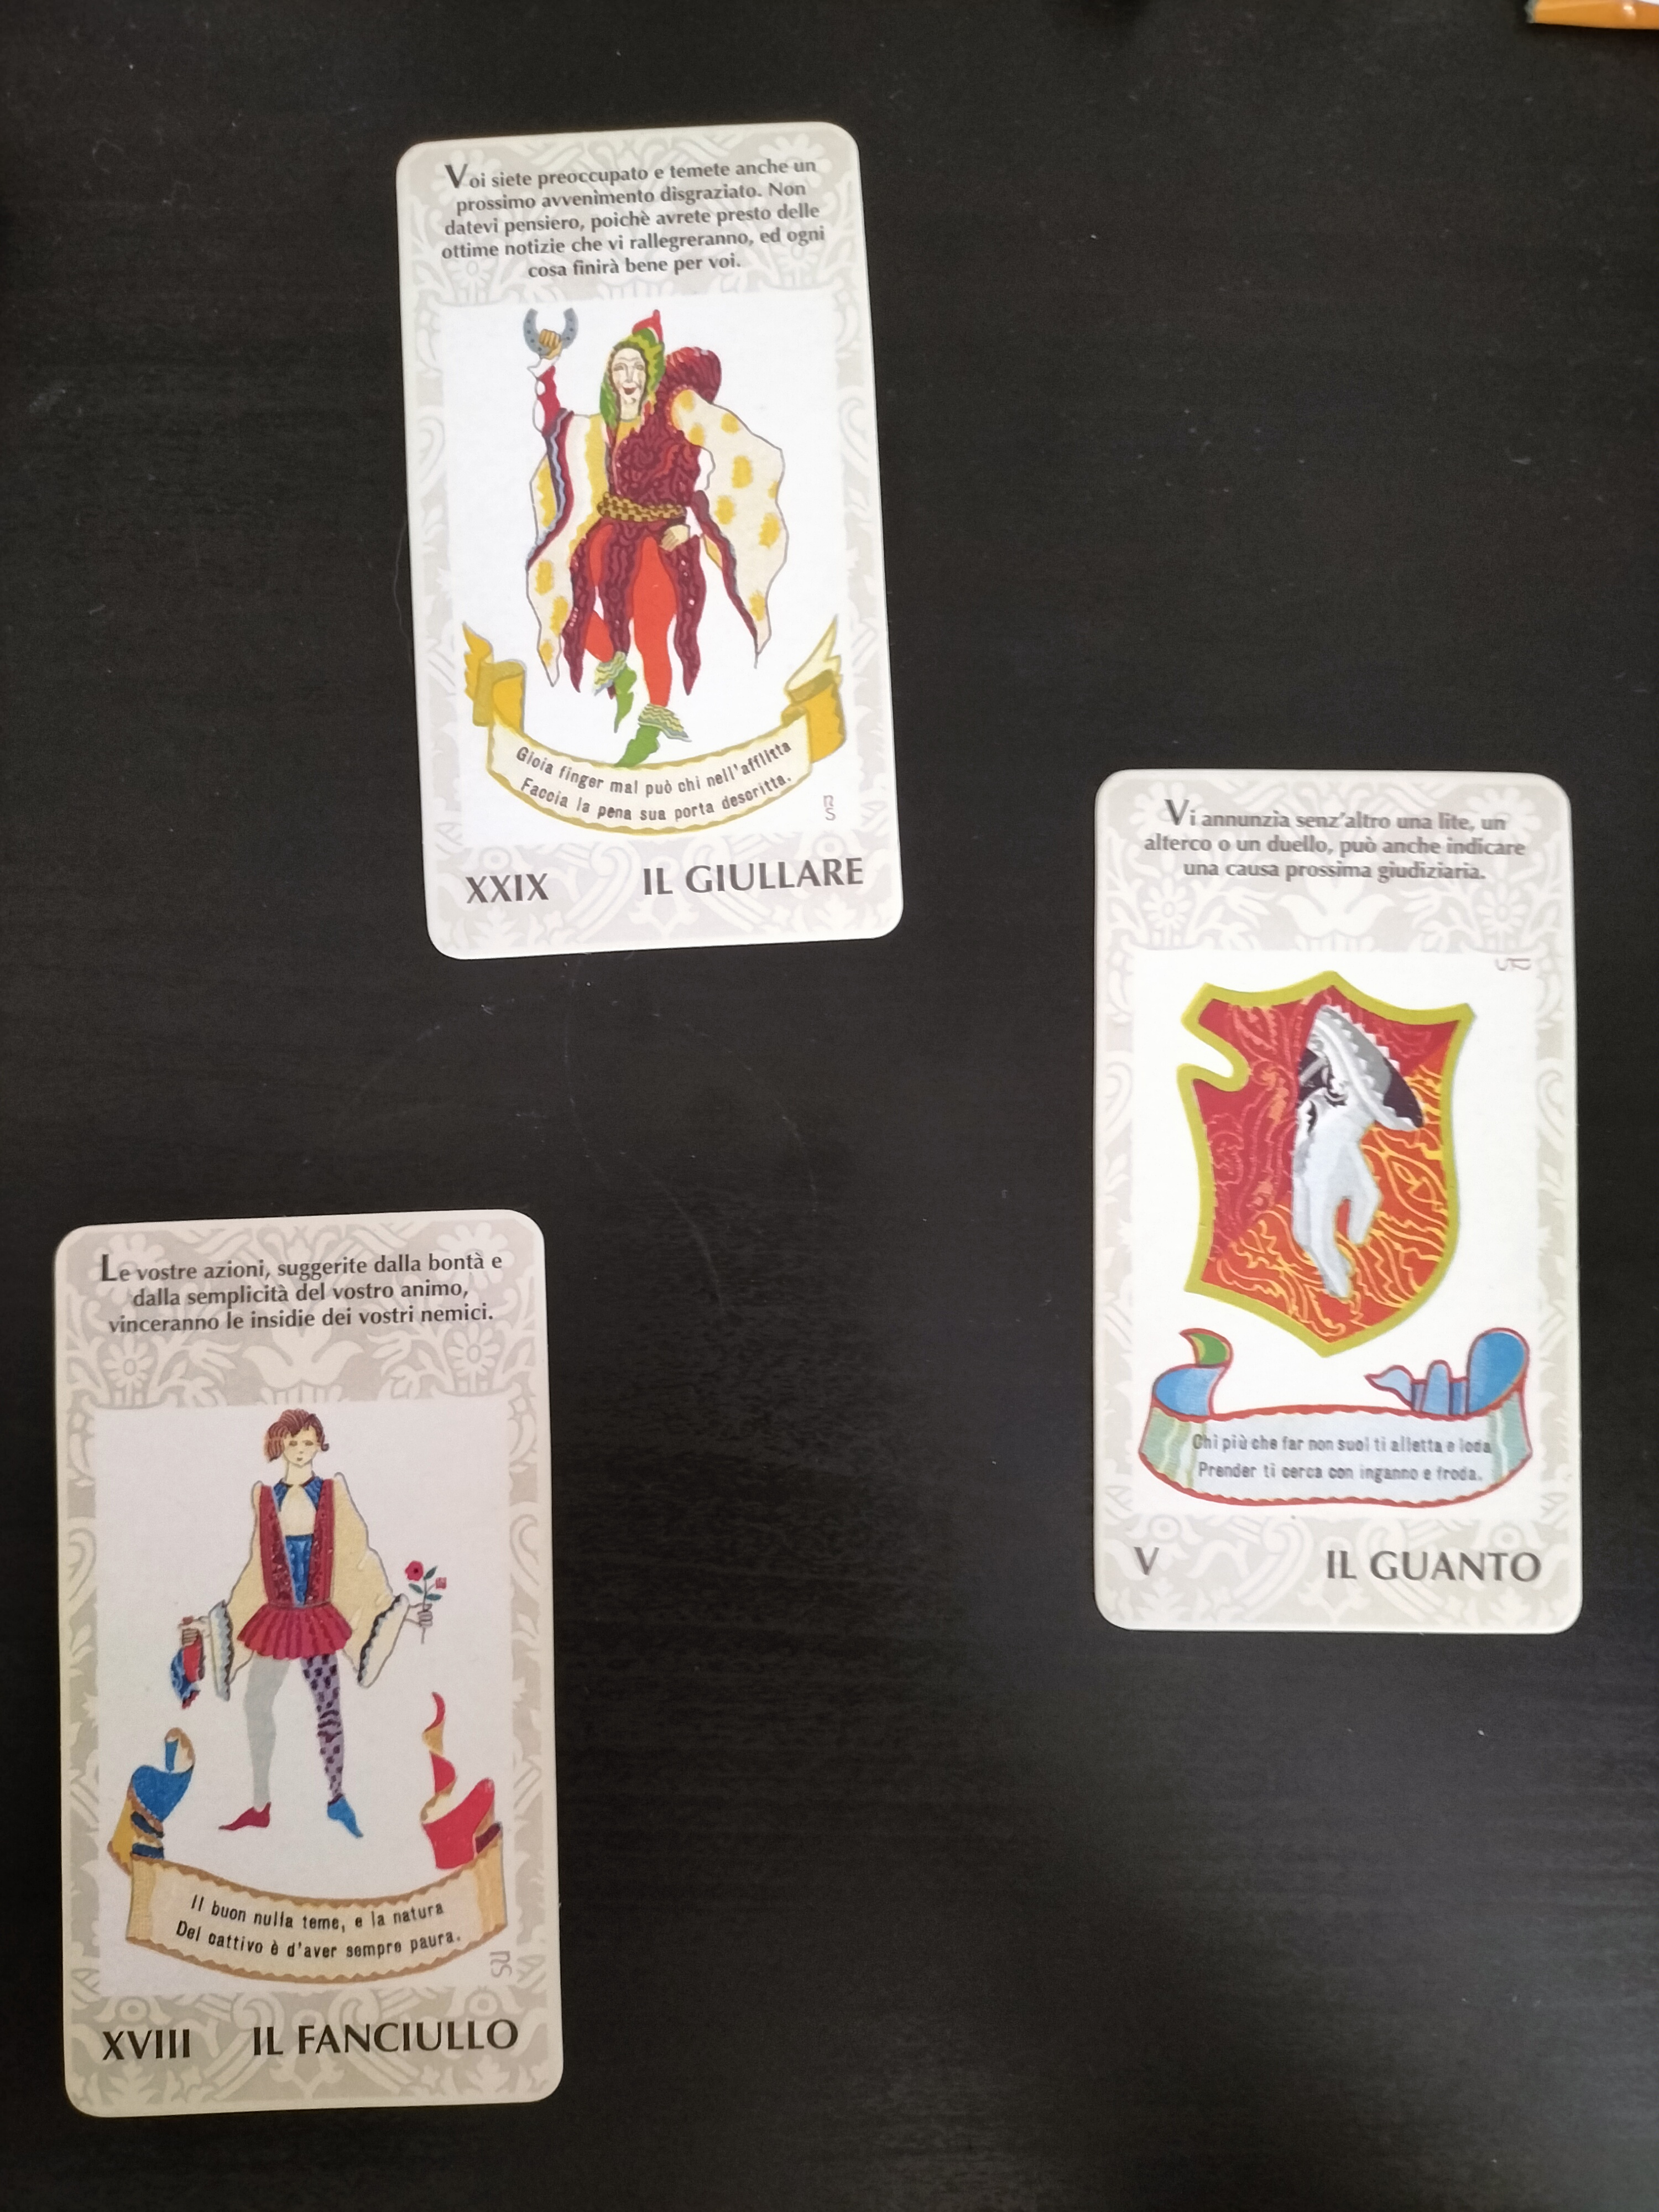 Voi siete preoccupato e temete anche un
prossimo avvenimento disgraziato. Non
datevi pensiero, poichè avrete presto delle
ottime notizie che vi rallegreranno, ed ogni
cosa finirà bene per voi.
Gioia finger mal può chi nell'afflitta
Faccia la pena sua porta descritta.
RS
XXIX IL GIULLARE
Vi annunzia senz'altro una lite, un
alterco o un duello, può anche indicare
una causa prossima giudiziaria.
RS
Chi più che far non suol ti alletta e loda
Prender ti cerca con inganno e froda.
V IL GUANTO
Le vostre azioni, suggerite dalla bontà e
dalla semplicità del vostro animo,
vinceranno le insidie dei vostri nemici.
Il buon nulla teme, e la natura
Del cattivo è d'aver sempre paura.
RS
XVIII IL FANCIULLO